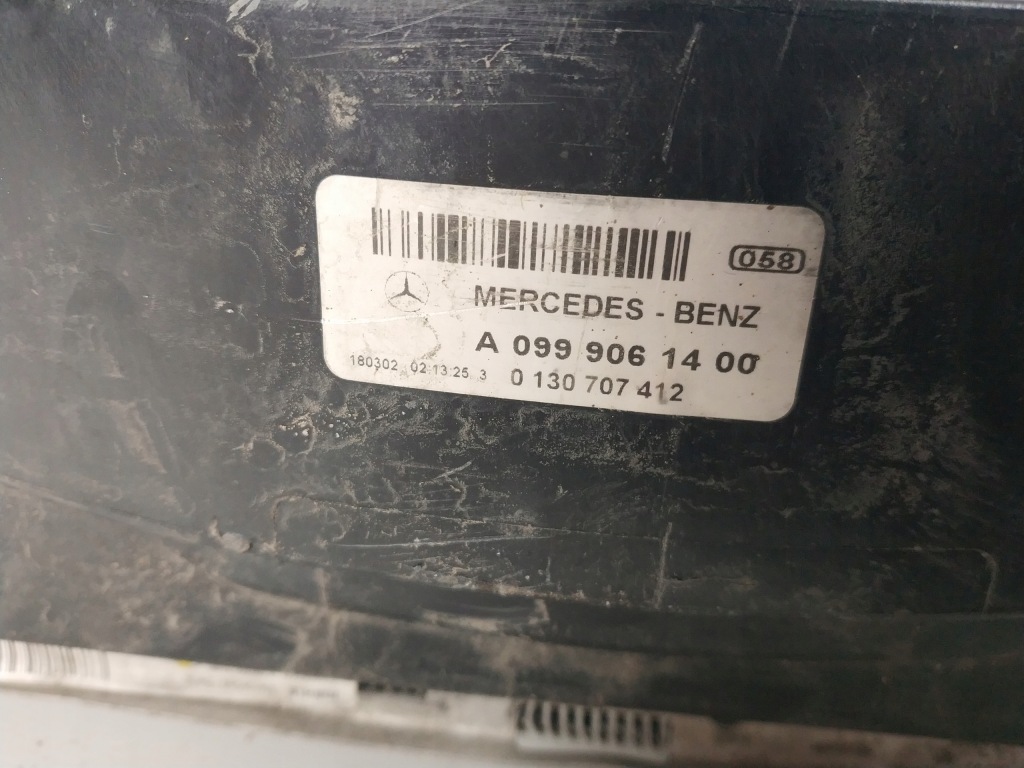 058
MERCEDES - BENZ
A 099 906 14 00
180302 02:13:25 3 0 130 707 412